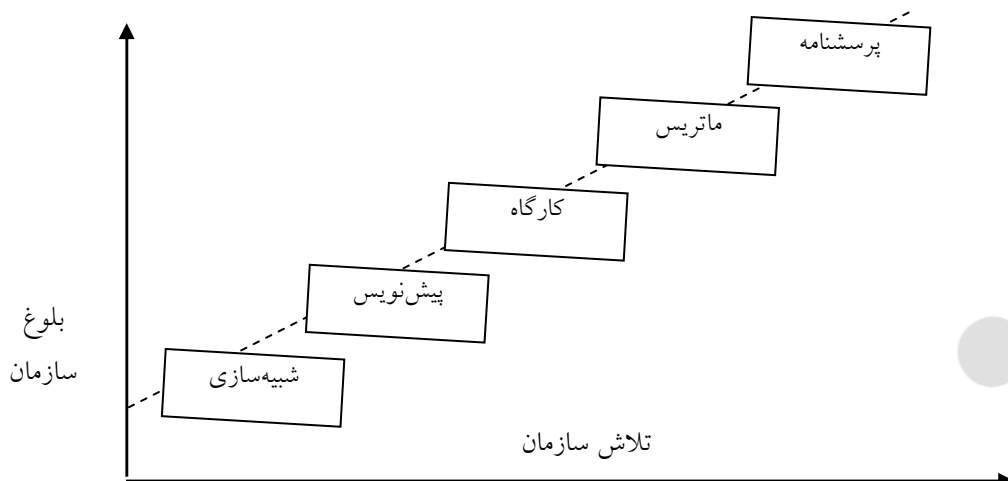 پرسشنامه
ماتریس
کارگاه
پیش‌نویس
بلوغ
سازمان
شبیه‌سازی
تلاش سازمان